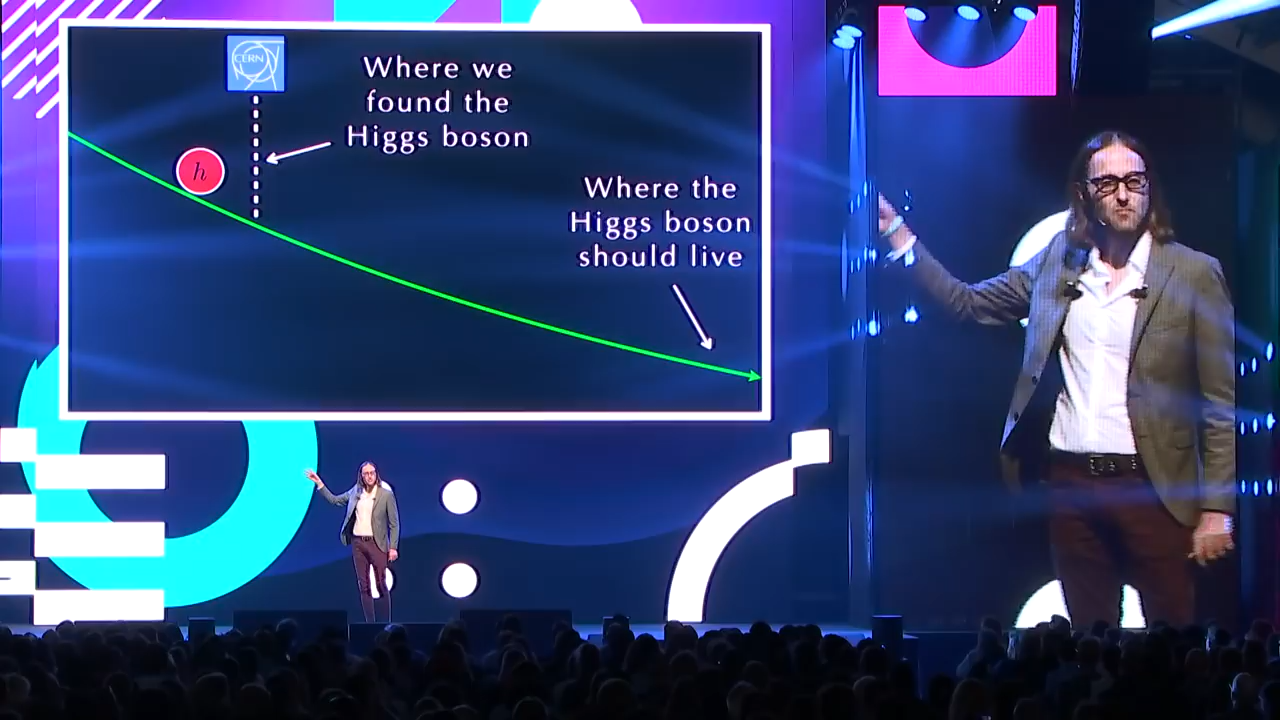 CERN
Where we
found the
Higgs boson
h
Where the
Higgs boson
should live